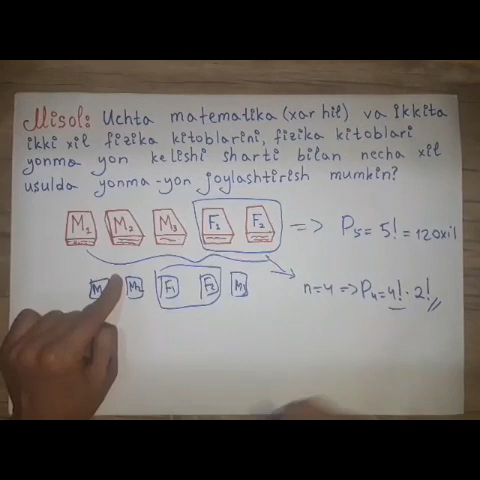 Misol: Uchta matematika (xar hil) va ikkita
ikki xil fizika kitoblarini, fizika kitoblari
yonma yon kelishi sharti bilan necha xil
usulda yonma-yon joylashtirish mumkin?
M₁ M₂ M₃ F₁ F₂ => P₅ = 5! = 120 xil
M₂ F₁ F₂ M₃ n=4 => P₄ = 4! · 2!